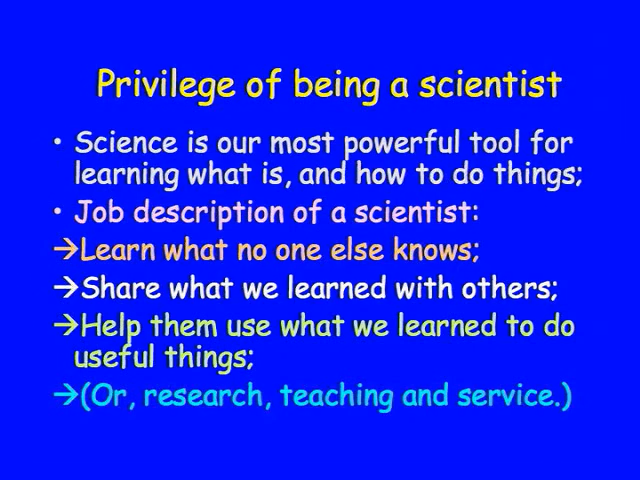 Privilege of being a scientist
• Science is our most powerful tool for
learning what is, and how to do things;
• Job description of a scientist:
→Learn what no one else knows;
→Share what we learned with others;
→Help them use what we learned to do
useful things;
→(Or, research, teaching and service.)